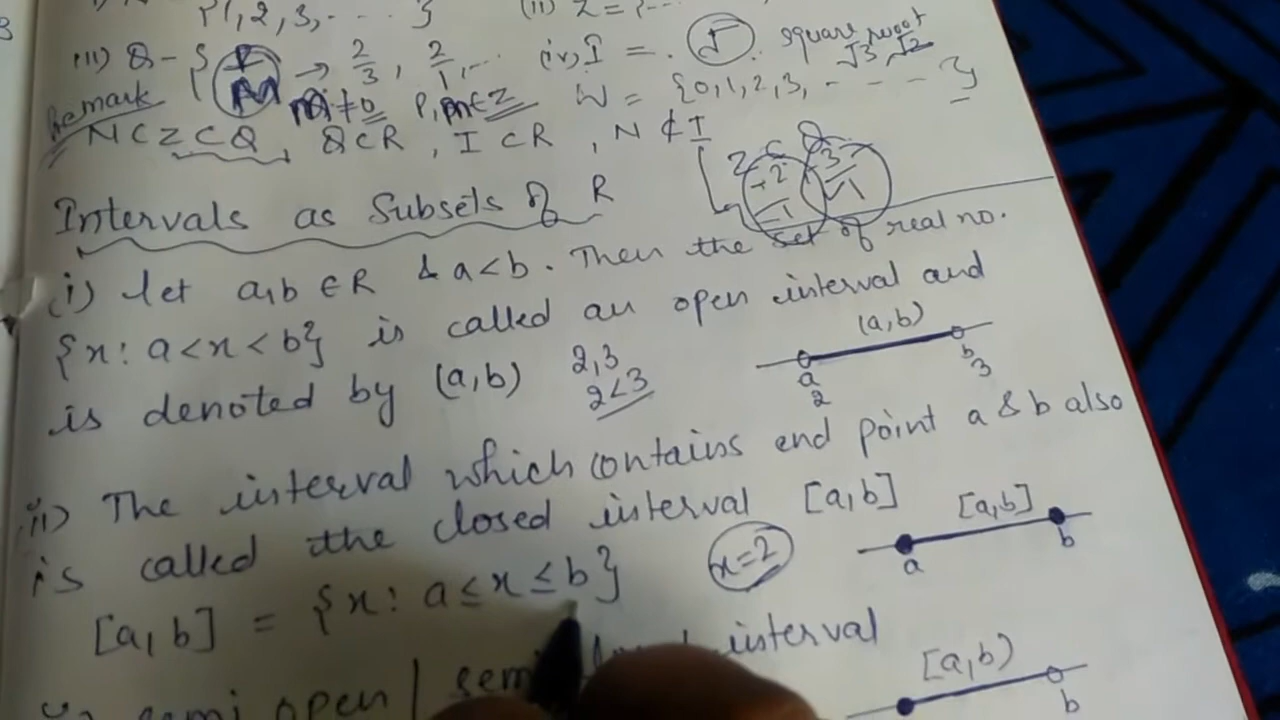 {1, 2, 3, ... }
(iii) Q - { P/m → 2/3, 2/1, ... (iv) I = . √ . square root √3, √2
m ≠ 0 P, m ∈ Z W = {0, 1, 2, 3, - - - - }
Remark
N ⊂ Z ⊂ Q, Q ⊂ R, I ⊂ R, N ⊄ I
Z ⊂ Q
Intervals as Subsets of R
(i) let a, b ∈ R & a < b. Then the set of real no.
{x : a < x < b} is called an open interval and
is denoted by (a, b) 2, 3
2 < 3
(a, b)
a b
2 3
ii) The interval which contains end point a & b also
is called the closed interval [a, b]
[a, b]
a b
[a, b] = {x : a ≤ x ≤ b} x = 2
semi open | interval
[a, b)
b